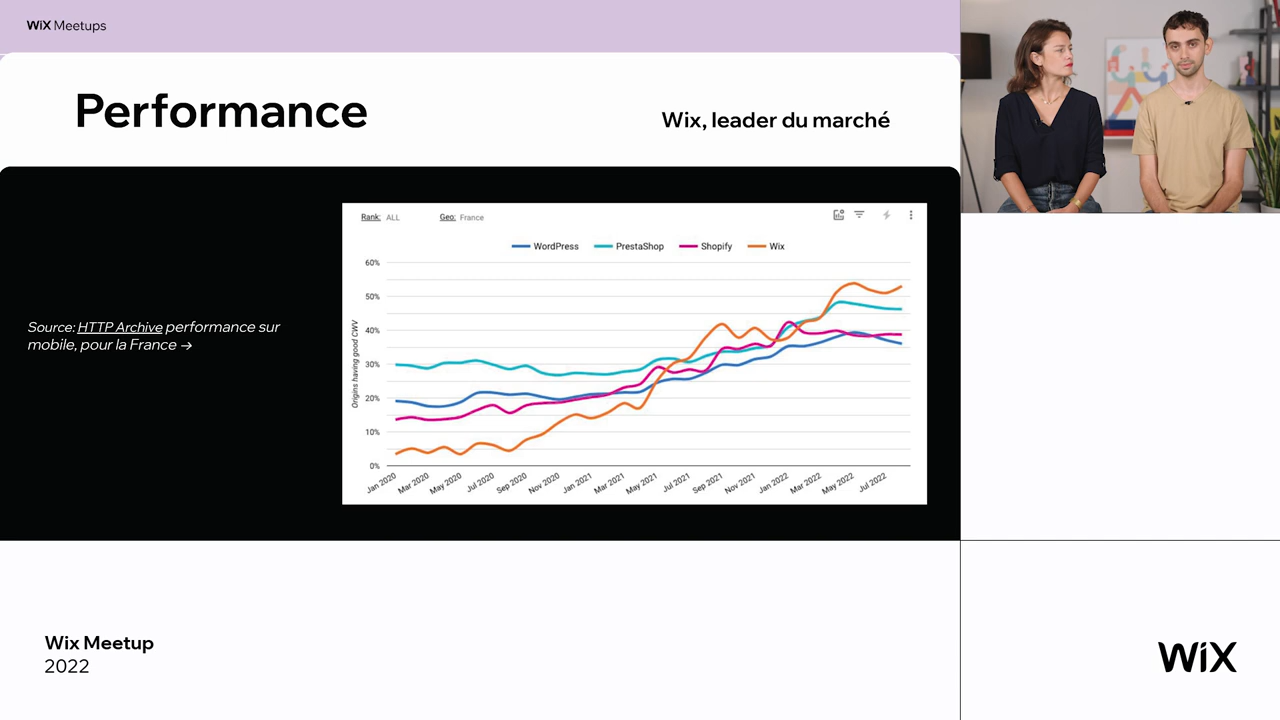 WiX Meetups
Performance
Wix, leader du marché
Rank: ALL Geo: France
WordPress PrestaShop Shopify Wix
60%
50%
40%
30%
20%
10%
0%
Origins having good CWV
Jan 2020 Mar 2020 May 2020 Jul 2020 Sep 2020 Nov 2020 Jan 2021 Mar 2021 May 2021 Jul 2021 Sep 2021 Nov 2021 Jan 2022 Mar 2022 May 2022 Jul 2022
Source: HTTP Archive performance sur
mobile, pour la France →
Wix Meetup
2022
WiX